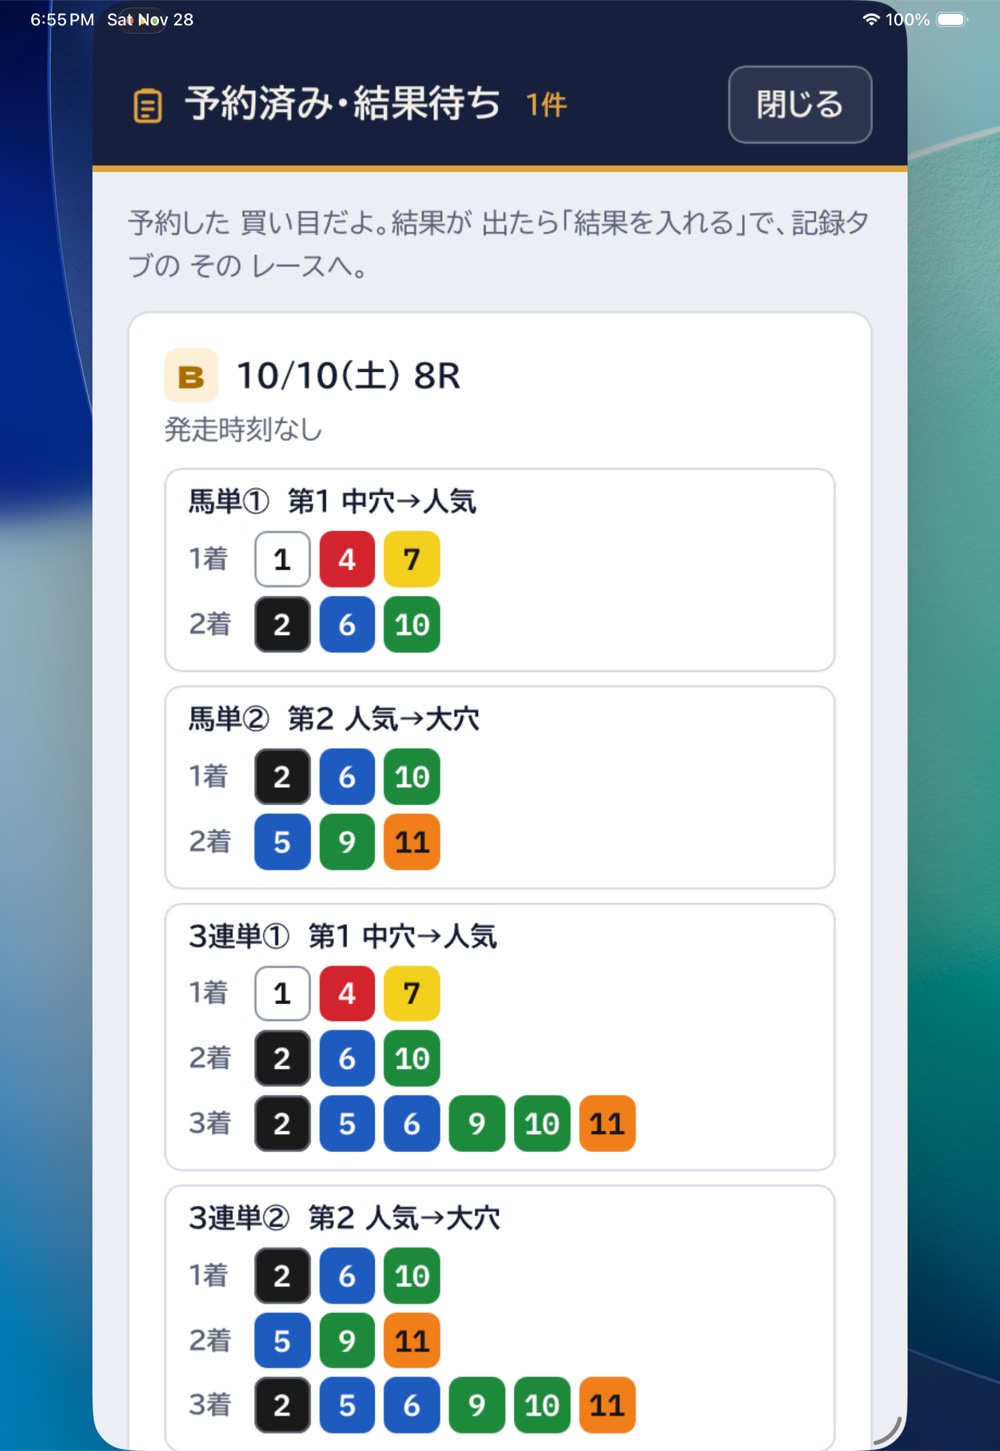 6:55 PM Sat Nov 28
100%
予約済み・結果待ち 1件
閉じる
予約した 買い目だよ。結果が 出たら「結果を入れる」で、記録タ
ブの その レースへ。
B 10/10(土) 8R
発走時刻なし
馬単① 第1 中穴→人気
1着 1 4 7
2着 2 6 10
馬単② 第2 人気→大穴
1着 2 6 10
2着 5 9 11
3連単① 第1 中穴→人気
1着 1 4 7
2着 2 6 10
3着 2 5 6 9 10 11
3連単② 第2 人気→大穴
1着 2 6 10
2着 5 9 11
3着 2 5 6 9 10 11